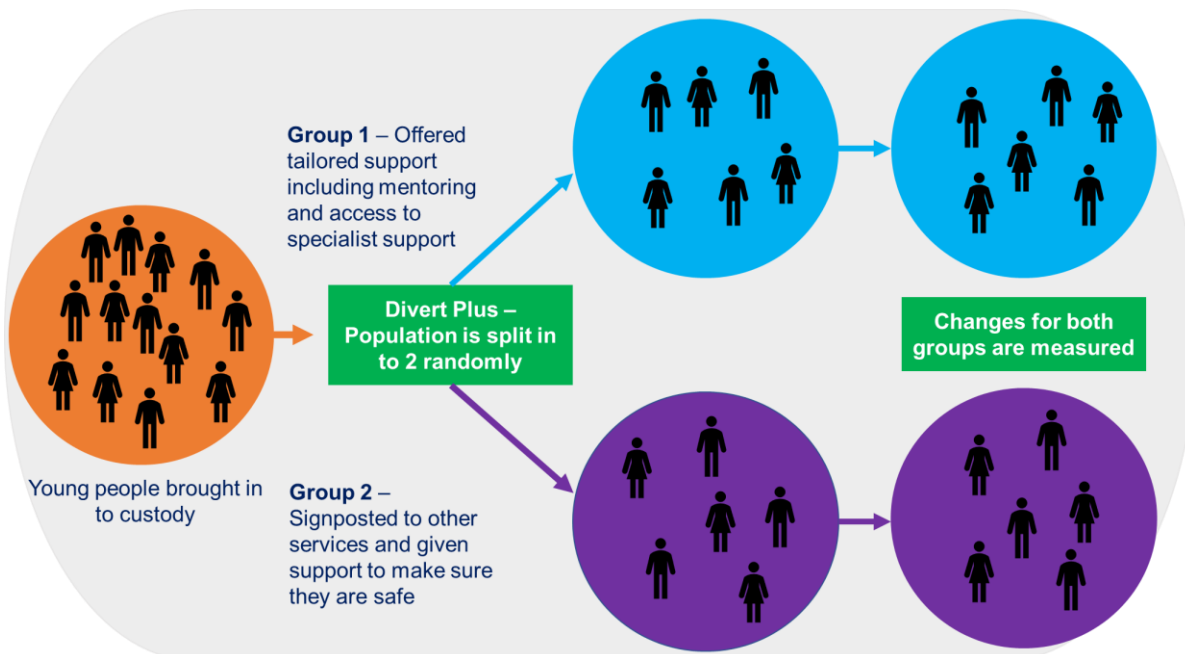 Group 1 – Offered
tailored support
including mentoring
and access to
specialist support
Young people brought in
to custody
Divert Plus –
Population is split in
to 2 randomly
Group 2 –
Signposted to other
services and given
support to make sure
they are safe
Changes for both
groups are measured